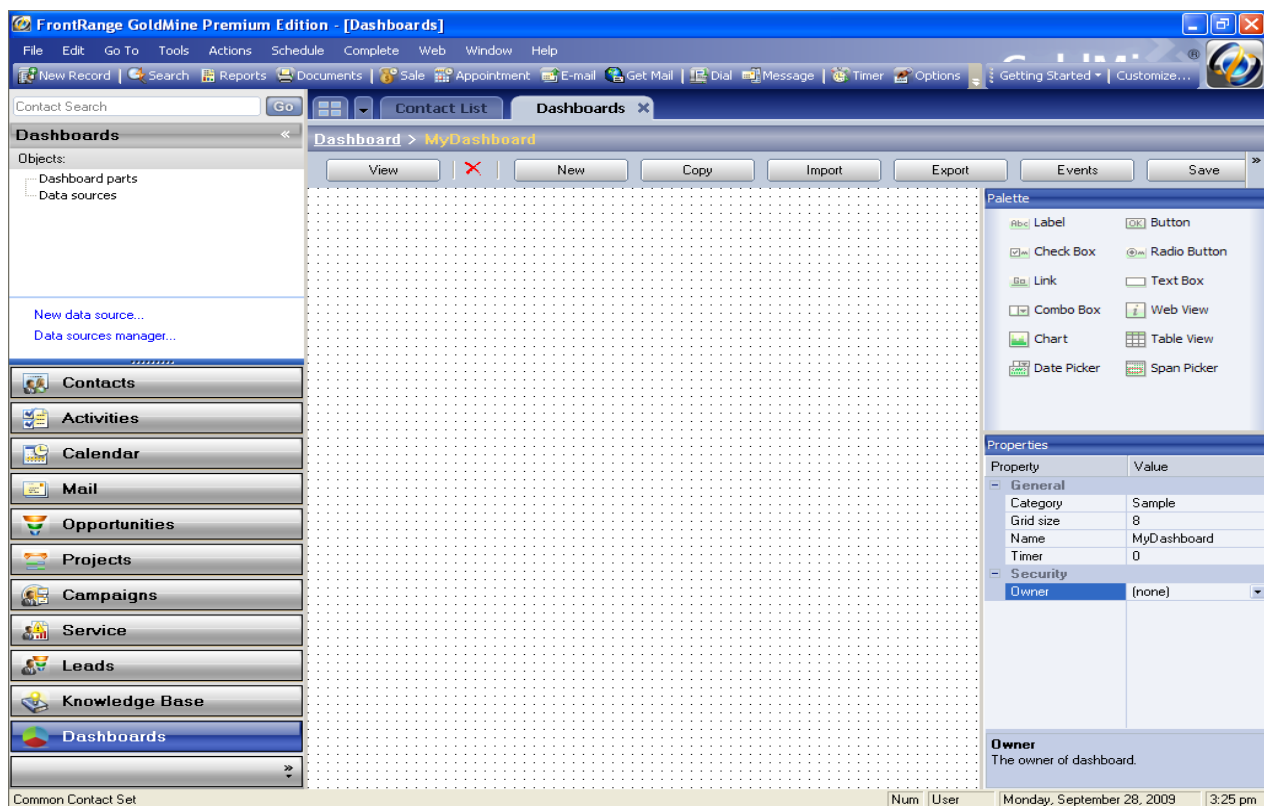 FrontRange GoldMine Premium Edition - [Dashboards]
File Edit Go To Tools Actions Schedule Complete Web Window Help
New Record Search Reports Documents Sale Appointment E-mail Get Mail Dial Message Timer Options Getting Started Customize...
Contact Search Go
Contact List Dashboards
Dashboards
Dashboard > MyDashboard
Objects:
Dashboard parts
Data sources
New data source...
Data sources manager...
View New Copy Import Export Events Save
Palette
Abc Label OK Button
Check Box Radio Button
Link Text Box
Combo Box Web View
Chart Table View
Date Picker Span Picker
Contacts
Activities
Calendar
Mail
Opportunities
Projects
Campaigns
Service
Leads
Knowledge Base
Dashboards
Properties
Property Value
General
Category Sample
Grid size 8
Name MyDashboard
Timer 0
Security
Owner (none)
Owner
The owner of dashboard.
Common Contact Set Num User Monday, September 28, 2009 3:25 pm